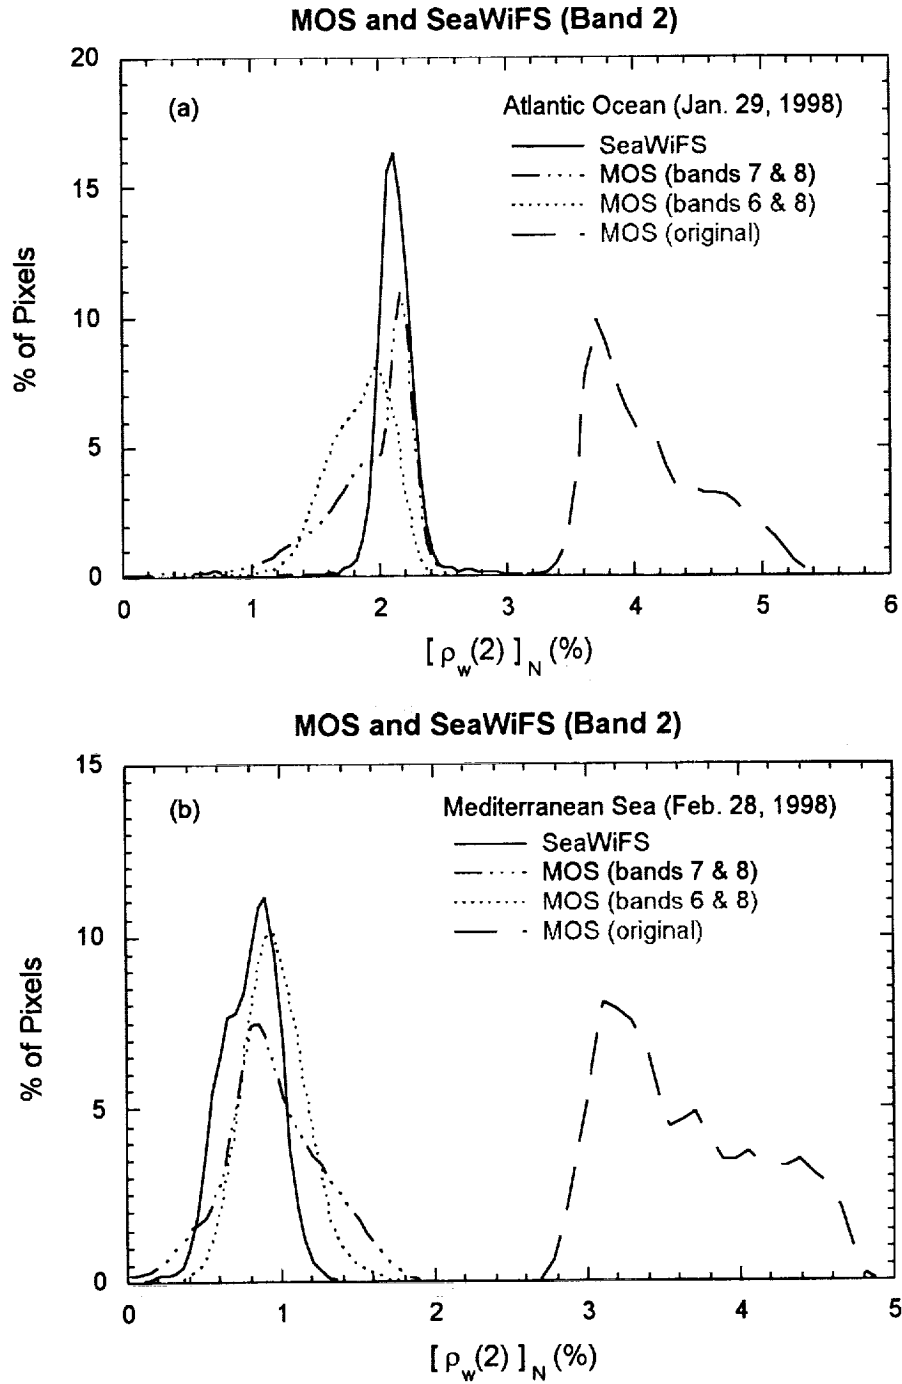 MOS and SeaWiFS (Band 2)
20
15
10
5
0
% of Pixels
(a)
Atlantic Ocean (Jan. 29, 1998)
SeaWiFS
MOS (bands 7 & 8)
MOS (bands 6 & 8)
MOS (original)
0 1 2 3 4 5 6
[ρw(2)]N (%)
MOS and SeaWiFS (Band 2)
15
10
5
0
% of Pixels
(b)
Mediterranean Sea (Feb. 28, 1998)
SeaWiFS
MOS (bands 7 & 8)
MOS (bands 6 & 8)
MOS (original)
0 1 2 3 4 5
[ρw(2)]N (%)